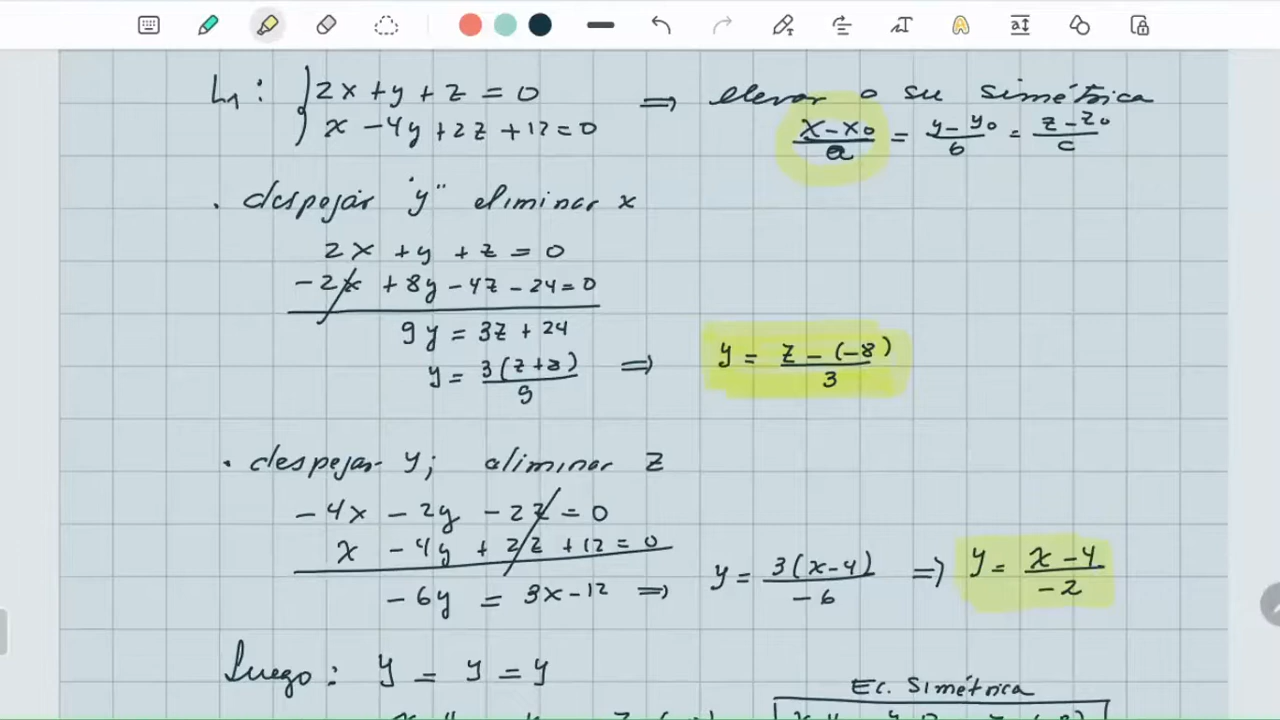 L1: { 2x + y + z = 0 ⇒ elevar a su simétrica
x - 4y + 2z + 12 = 0 (x - x0)/a = (y - y0)/b = (z - z0)/c
. despejar "y" eliminar x
2x + y + z = 0
-2x + 8y - 4z - 24 = 0
9y = 3z + 24
y = 3(z+8)/9 ⇒ y = (z - (-8))/3
. despejar y; eliminar z
-4x - 2y - 2z = 0
x - 4y + 2z + 12 = 0
-6y = 3x - 12 ⇒ y = 3(x-4)/-6 ⇒ y = (x-4)/-2
Luego: y = y = y
Ec. Simétrica